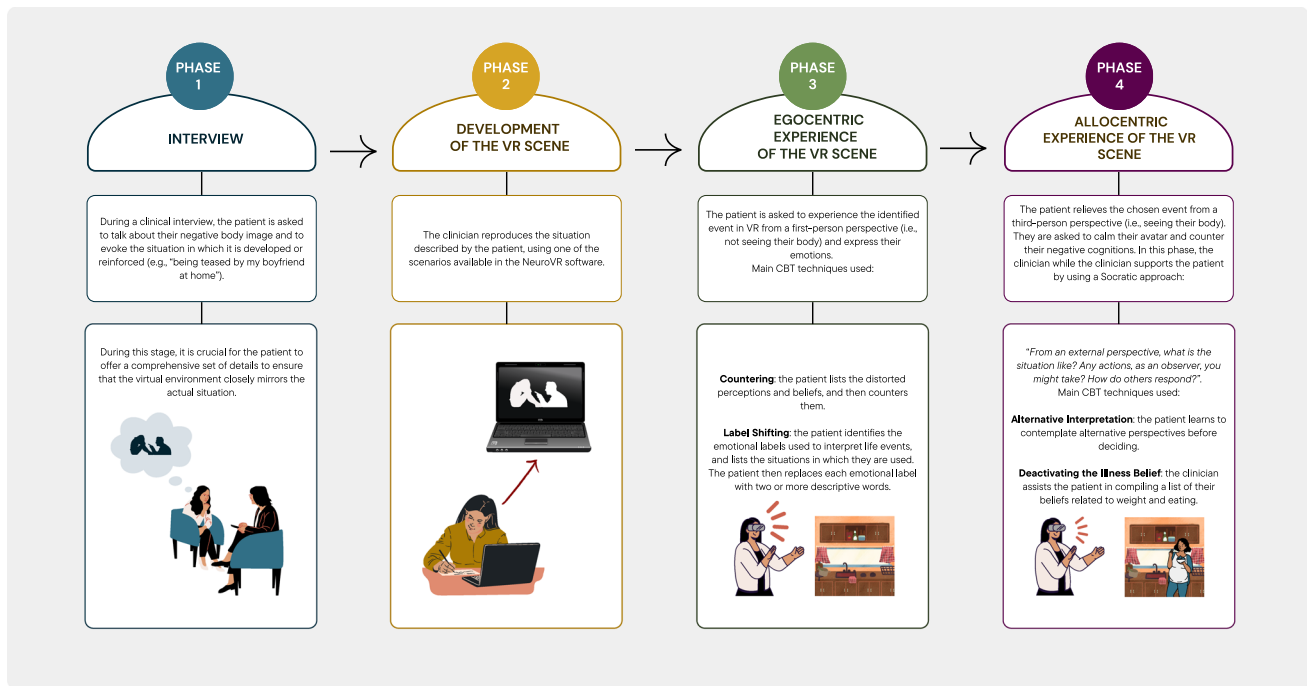 PHASE
1
INTERVIEW
During a clinical interview, the patient is asked
to talk about their negative body image and to
evoke the situation in which it is developed or
reinforced (e.g., “being teased by my boyfriend
at home”).
During this stage, it is crucial for the patient to
offer a comprehensive set of details to ensure
that the virtual environment closely mirrors the
actual situation.
PHASE
2
DEVELOPMENT
OF THE VR SCENE
The clinician reproduces the situation
described by the patient, using one of the
scenarios available in the NeuroVR software.
PHASE
3
EGOCENTRIC
EXPERIENCE
OF THE VR SCENE
The patient is asked to experience the identified
event in VR from a first-person perspective (i.e.,
not seeing their body) and express their
emotions.
Main CBT techniques used:
Countering: the patient lists the distorted
perceptions and beliefs, and then counters
them.
Label Shifting: the patient identifies the
emotional labels used to interpret life events,
and lists the situations in which they are used.
The patient then replaces each emotional label
with two or more descriptive words.
PHASE
4
ALLOCENTRIC
EXPERIENCE OF THE VR
SCENE
The patient relieves the chosen event from a
third-person perspective (i.e., seeing their body).
They are asked to calm their avatar and counter
their negative cognitions. In this phase, the
clinician while the clinician supports the patient
by using a Socratic approach:
“From an external perspective, what is the
situation like? Any actions, as an observer, you
might take? How do others respond?”.
Main CBT techniques used:
Alternative Interpretation: the patient learns to
contemplate alternative perspectives before
deciding.
Deactivating the Illness Belief: the clinician
assists the patient in compiling a list of their
beliefs related to weight and eating.